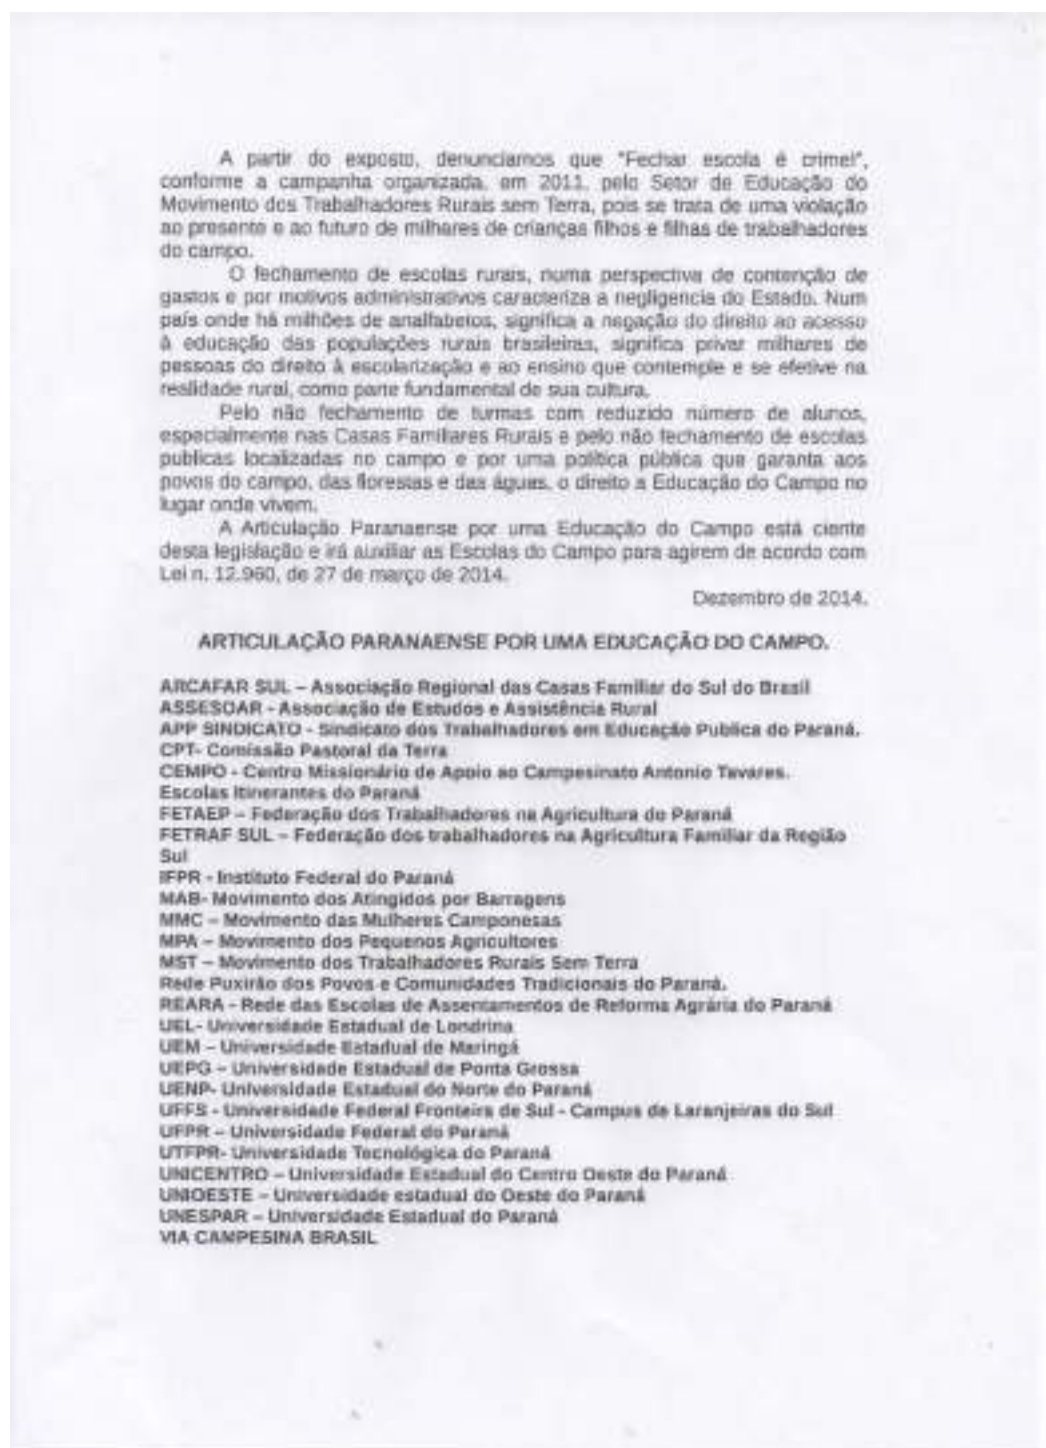 A partir do exposto, denunciamos que "Fechar escola é crime!",
conforme a campanha organizada, em 2011, pelo Setor de Educação do
Movimento dos Trabalhadores Rurais sem Terra, pois se trata de uma violação
ao presente e ao futuro de milhares de crianças filhos e filhas de trabalhadores
do campo.
O fechamento de escolas rurais, numa perspectiva de contenção de
gastos e por motivos administrativos caracteriza a negligencia do Estado. Num
país onde há milhões de analfabetos, significa a negação do direito ao acesso
à educação das populações rurais brasileiras, significa privar milhares de
pessoas do direito à escolarização e ao ensino que contemple e se efetive na
realidade rural, como parte fundamental de sua cultura.
Pelo não fechamento de turmas com reduzido número de alunos,
especialmente nas Casas Familiares Rurais e pelo não fechamento de escolas
publicas localizadas no campo e por uma política pública que garanta aos
povos do campo, das florestas e das águas, o direito a Educação do Campo no
lugar onde vivem.
A Articulação Paranaense por uma Educação do Campo está ciente
desta legislação e irá auxiliar as Escolas do Campo para agirem de acordo com
Lei n. 12.960, de 27 de março de 2014.
Dezembro de 2014.
ARTICULAÇÃO PARANAENSE POR UMA EDUCAÇÃO DO CAMPO.
ARCAFAR SUL – Associação Regional das Casas Familiar do Sul do Brasil
ASSESOAR - Associação de Estudos e Assistência Rural
APP SINDICATO - Sindicato dos Trabalhadores em Educação Publica do Paraná.
CPT- Comissão Pastoral da Terra
CEMPO - Centro Missionário de Apoio ao Campesinato Antonio Tavares.
Escolas Itinerantes do Paraná
FETAEP – Federação dos Trabalhadores na Agricultura do Paraná
FETRAF SUL – Federação dos trabalhadores na Agricultura Familiar da Região
Sul
IFPR - Instituto Federal do Paraná
MAB- Movimento dos Atingidos por Barragens
MMC – Movimento das Mulheres Camponesas
MPA – Movimento dos Pequenos Agricultores
MST – Movimento dos Trabalhadores Rurais Sem Terra
Rede Puxirão dos Povos e Comunidades Tradicionais do Paraná.
REARA - Rede das Escolas de Assentamentos de Reforma Agrária do Paraná
UEL- Universidade Estadual de Londrina
UEM – Universidade Estadual de Maringá
UEPG – Universidade Estadual de Ponta Grossa
UENP- Universidade Estadual do Norte do Paraná
UFFS - Universidade Federal Fronteira de Sul - Campus de Laranjeiras do Sul
UFPR – Universidade Federal do Paraná
UTFPR- Universidade Tecnológica do Paraná
UNICENTRO – Universidade Estadual do Centro Oeste do Paraná
UNIOESTE – Universidade estadual do Oeste do Paraná
UNESPAR – Universidade Estadual do Paraná
VIA CAMPESINA BRASIL